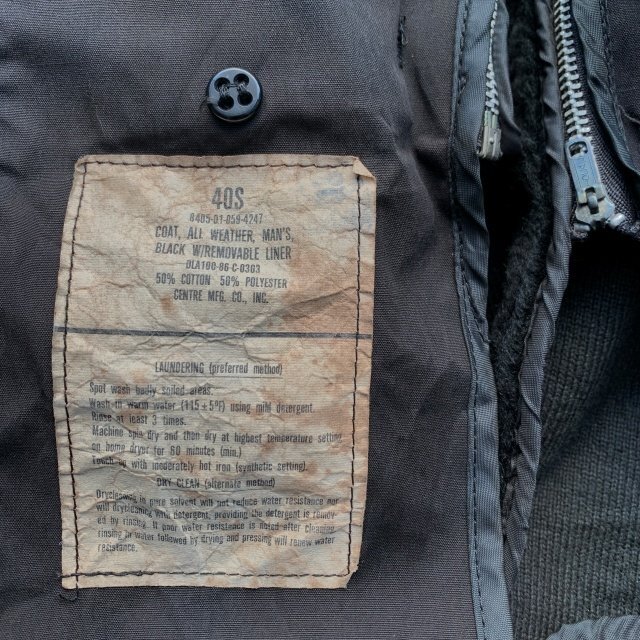 40S
8405-01-059-4247
COAT, ALL WEATHER, MAN'S,
BLACK W/REMOVABLE LINER
DLA100-86-C-0363
50% COTTON 50% POLYESTER
CENTRE MFG. CO., INC.
LAUNDERING (preferred method)
Spot wash badly soiled areas.
Wash in warm water (115 ± 5°F) using mild detergent.
Rinse at least 3 times.
Machine spin dry and then dry at highest temperature setting
on home dryer for 60 minutes (min.)
Touch up with moderately hot iron (synthetic setting).
DRY CLEAN (alternate method)
Drycleaning in pure solvent will not reduce water resistance nor
will drycleaning with detergent, providing the detergent is remov-
ed by rinsing. If poor water resistance is noted after cleaning
rinsing in water followed by drying and pressing will renew water
resistance.